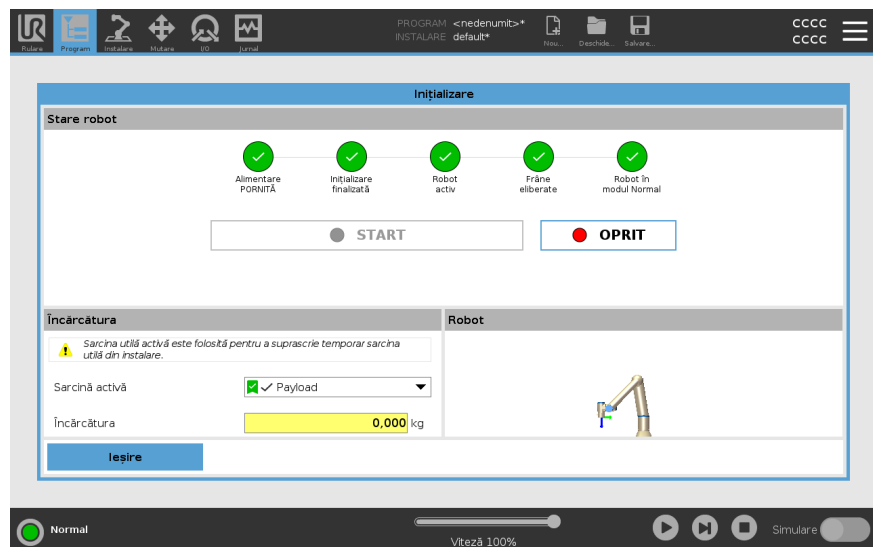 PROGRAM <nedenumit>*
INSTALARE default*
cccc
cccc
Rulare Program Instalare Mutare I/O Jurnal Nou... Deschide... Salvare...
Inițializare
Stare robot
Alimentare PORNITĂ
Inițializare finalizată
Robot activ
Frâne eliberate
Robot în modul Normal
START
OPRIT
Încărcătura
Robot
Sarcina utilă activă este folosită pentru a suprascrie temporar sarcina
utilă din instalare.
Sarcină activă
Payload
Încărcătura
0,000 kg
Ieșire
Normal
Viteză 100%
Simulare